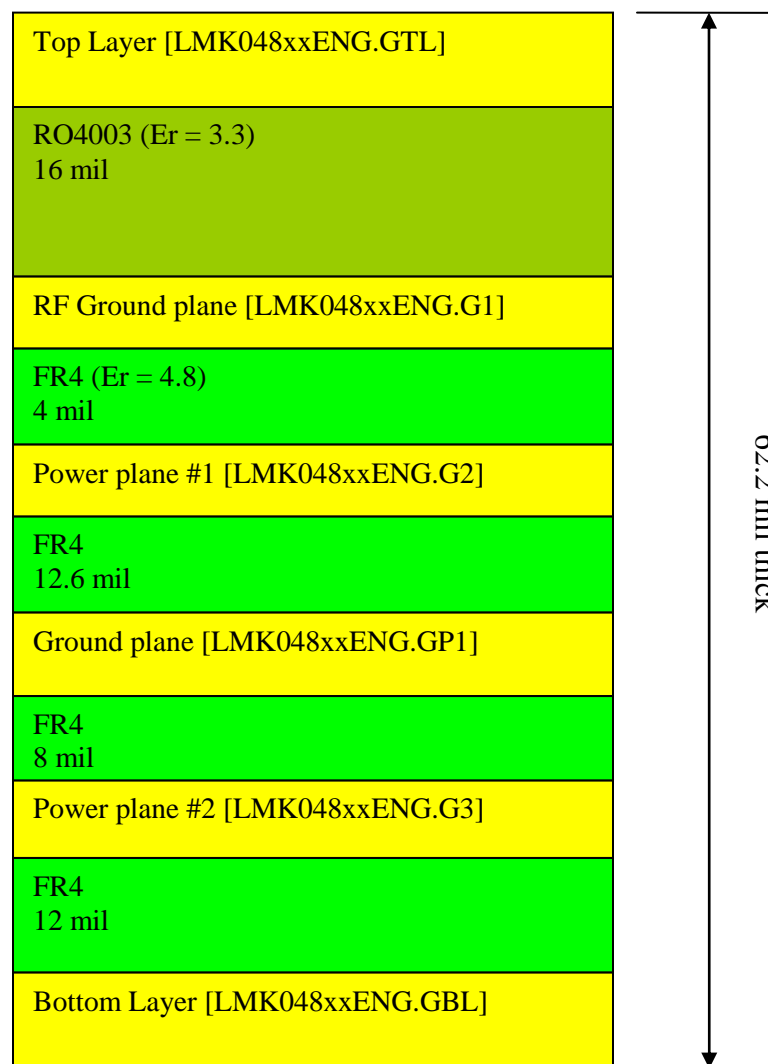 Top Layer [LMK048xxENG.GTL]
RO4003 (Er = 3.3)
16 mil
RF Ground plane [LMK048xxENG.G1]
FR4 (Er = 4.8)
4 mil
Power plane #1 [LMK048xxENG.G2]
FR4
12.6 mil
Ground plane [LMK048xxENG.GP1]
FR4
8 mil
Power plane #2 [LMK048xxENG.G3]
FR4
12 mil
Bottom Layer [LMK048xxENG.GBL]
62.2 mil thick